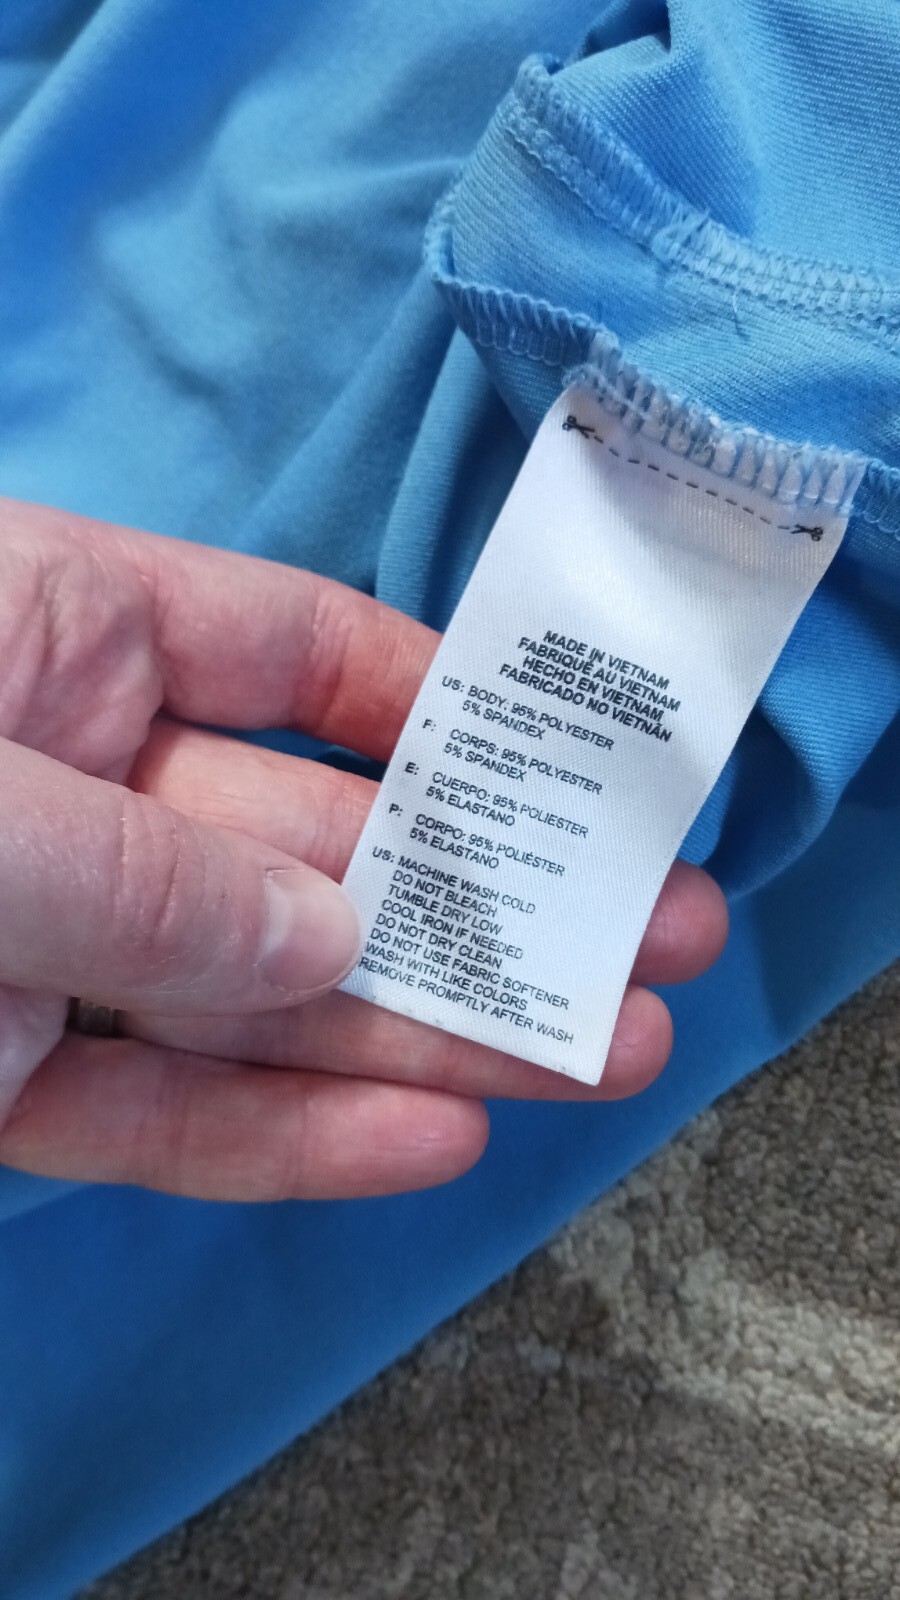 MADE IN VIETNAM
FABRIQUÉ AU VIETNAM
HECHO EN VIETNAM
FABRICADO NO VIETNÃN
US: BODY: 95% POLYESTER
5% SPANDEX
F: CORPS: 95% POLYESTER
5% SPANDEX
E: CUERPO: 95% POLIESTER
5% ELASTANO
P: CORPO: 95% POLIÉSTER
5% ELASTANO
US: MACHINE WASH COLD
DO NOT BLEACH
TUMBLE DRY LOW
COOL IRON IF NEEDED
DO NOT DRY CLEAN
DO NOT USE FABRIC SOFTENER
WASH WITH LIKE COLORS
REMOVE PROMPTLY AFTER WASH